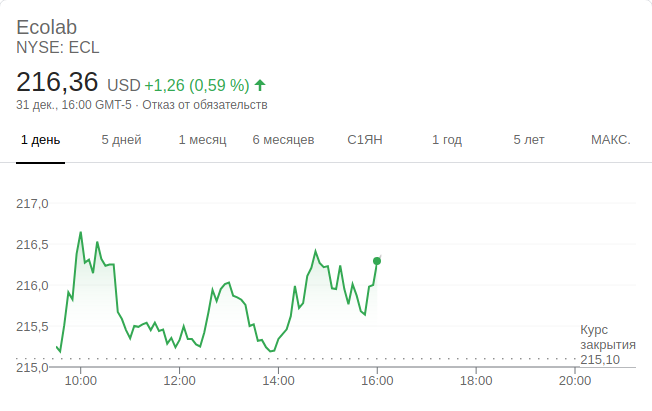 Ecolab
NYSE: ECL
216,36 USD +1,26 (0,59 %)
31 дек., 16:00 GMT-5 · Отказ от обязательств
1 день 5 дней 1 месяц 6 месяцев С1ЯН 1 год 5 лет МАКС.
217,0
216,5
216,0
215,5
Курс
закрытия
215,10
215,0
10:00 12:00 14:00 16:00 18:00 20:00